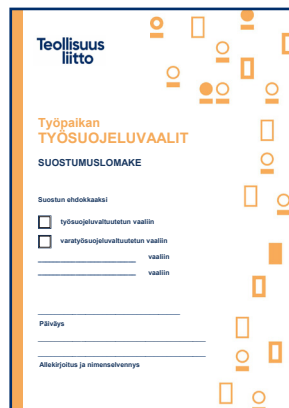 Teollisuus
liitto
Työpaikan
TYÖSUOJELUVAALIT
SUOSTUMUSLOMAKE
Suostun ehdokkaaksi
työsuojeluvaltuutetun vaaliin
varatyösuojeluvaltuutetun vaaliin
vaaliin
vaaliin
Päiväys
Allekirjoitus ja nimenselvennys